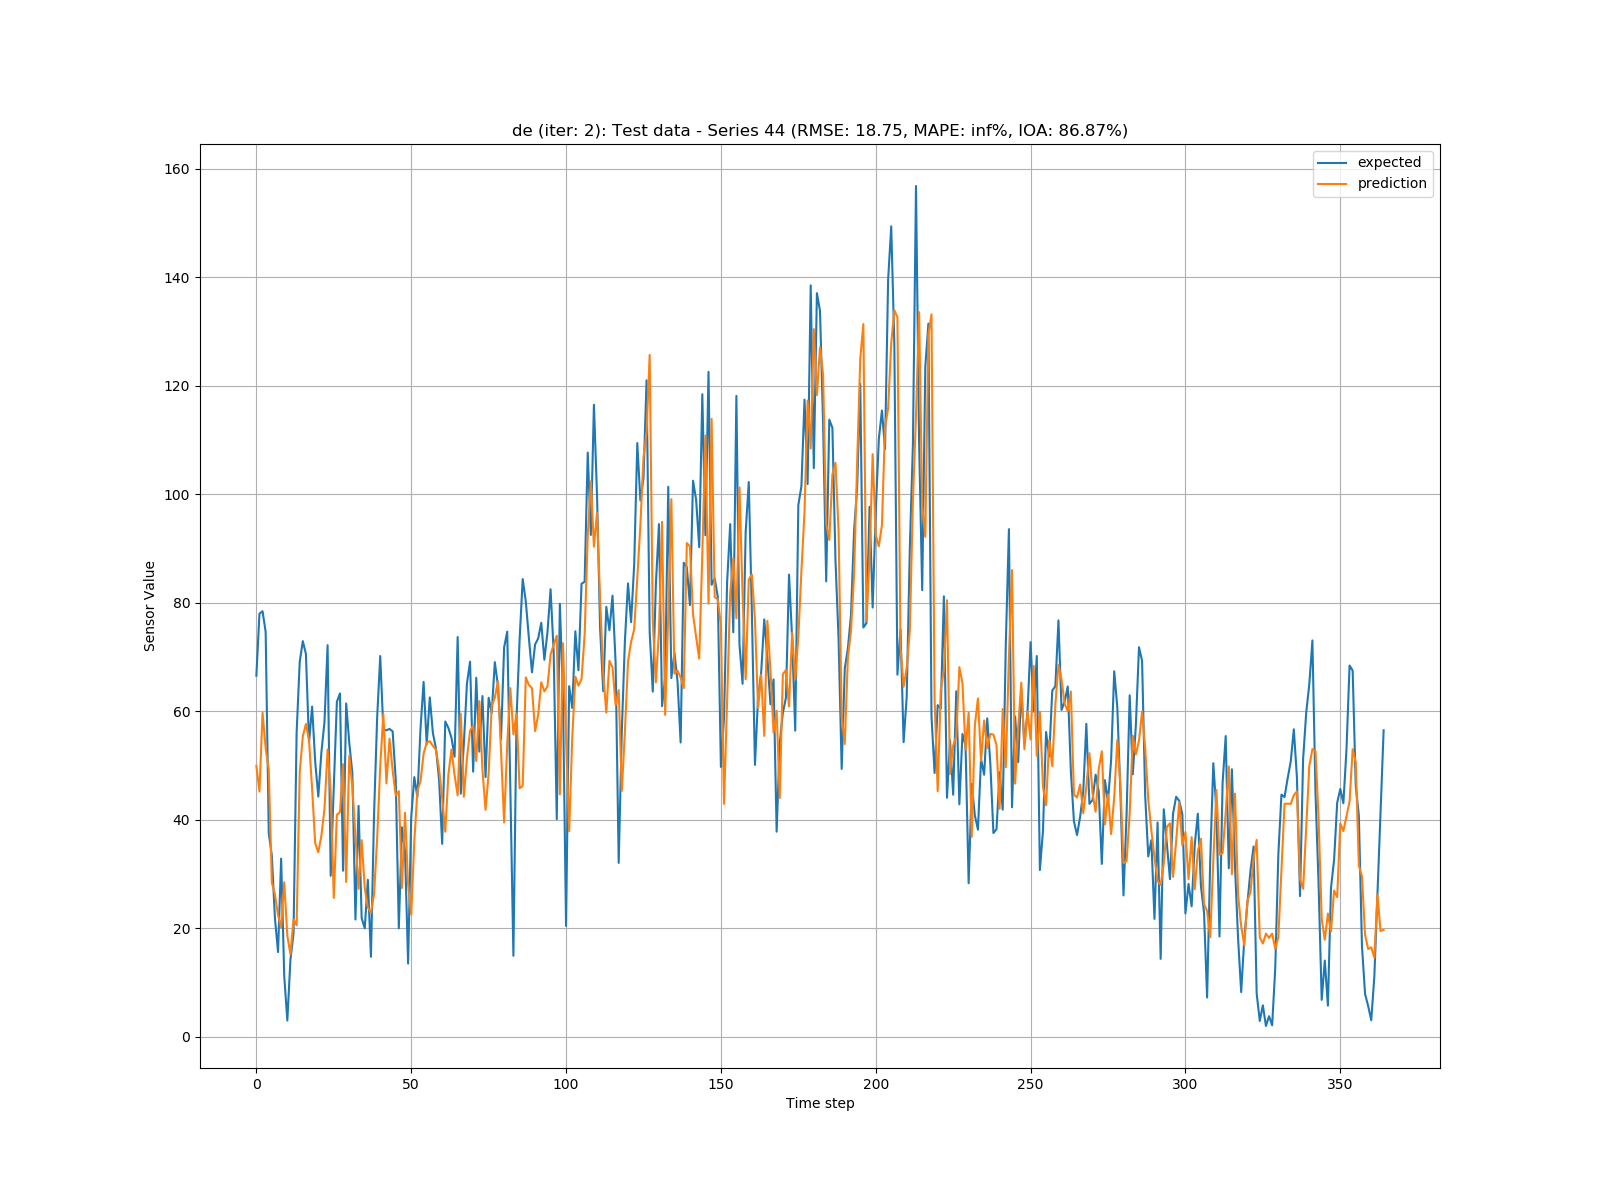 de (iter: 2): Test data - Series 44 (RMSE: 18.75, MAPE: inf%, IOA: 86.87%)
expected
prediction
160
140
120
100
80
60
40
20
0
Sensor Value
0 50 100 150 200 250 300 350
Time step